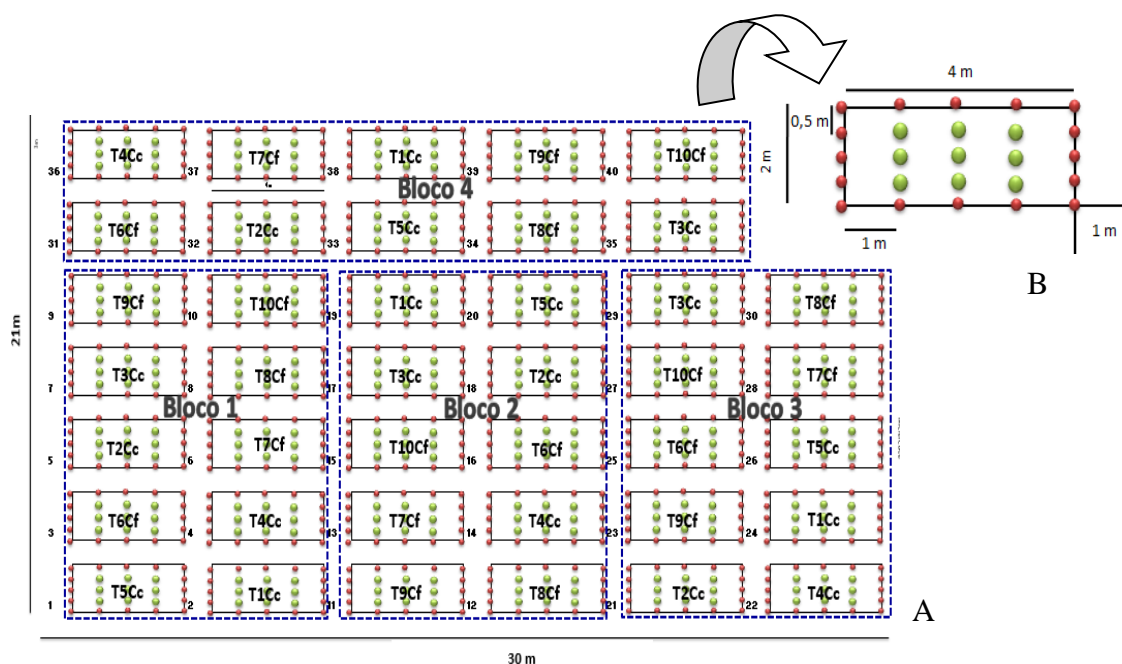 B
4 m
0,5 m
2 m
1 m
1 m
21m
36 T4Cc 37 T7Cf 38 T1Cc 39 T9Cf 40 T10Cf
Bloco 4
31 T6Cf 32 T2Cc 33 T5Cc 34 T8Cf 35 T3Cc
9 T9Cf 10 T10Cf 19 T1Cc 20 T5Cc 29 T3Cc 30 T8Cf
7 T3Cc 8 T8Cf 17 T3Cc 18 T2Cc 27 T10Cf 28 T7Cf
Bloco 1 Bloco 2 Bloco 3
5 T2Cc 6 T7Cf 15 T10Cf 16 T6Cf 25 T6Cf 26 T5Cc
3 T6Cf 4 T4Cc 13 T7Cf 14 T4Cc 23 T9Cf 24 T1Cc
1 T5Cc 2 T1Cc 11 T9Cf 12 T8Cf 21 T2Cc 22 T4Cc
A
30 m